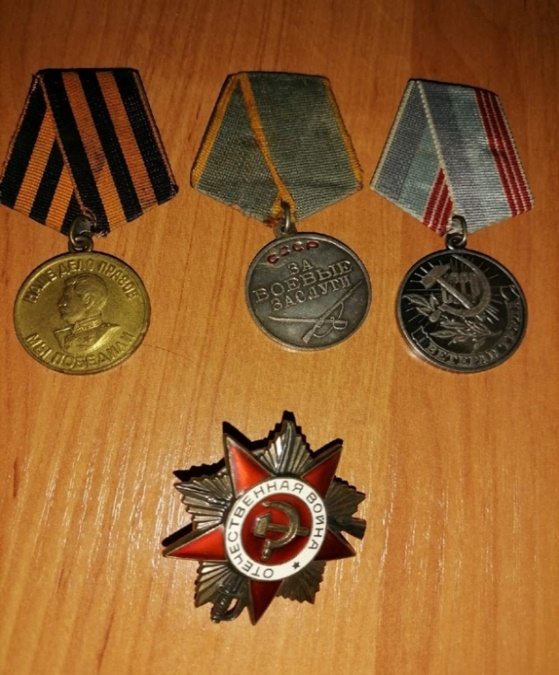 НАШЕ ДЕЛО ПРАВОЕ
МЫ ПОБЕДИЛИ
СССР
ЗА
БОЕВЫЕ
ЗАСЛУГИ
ВЕТЕРАН ТРУДА
ОТЕЧЕСТВЕННАЯ ВОЙНА